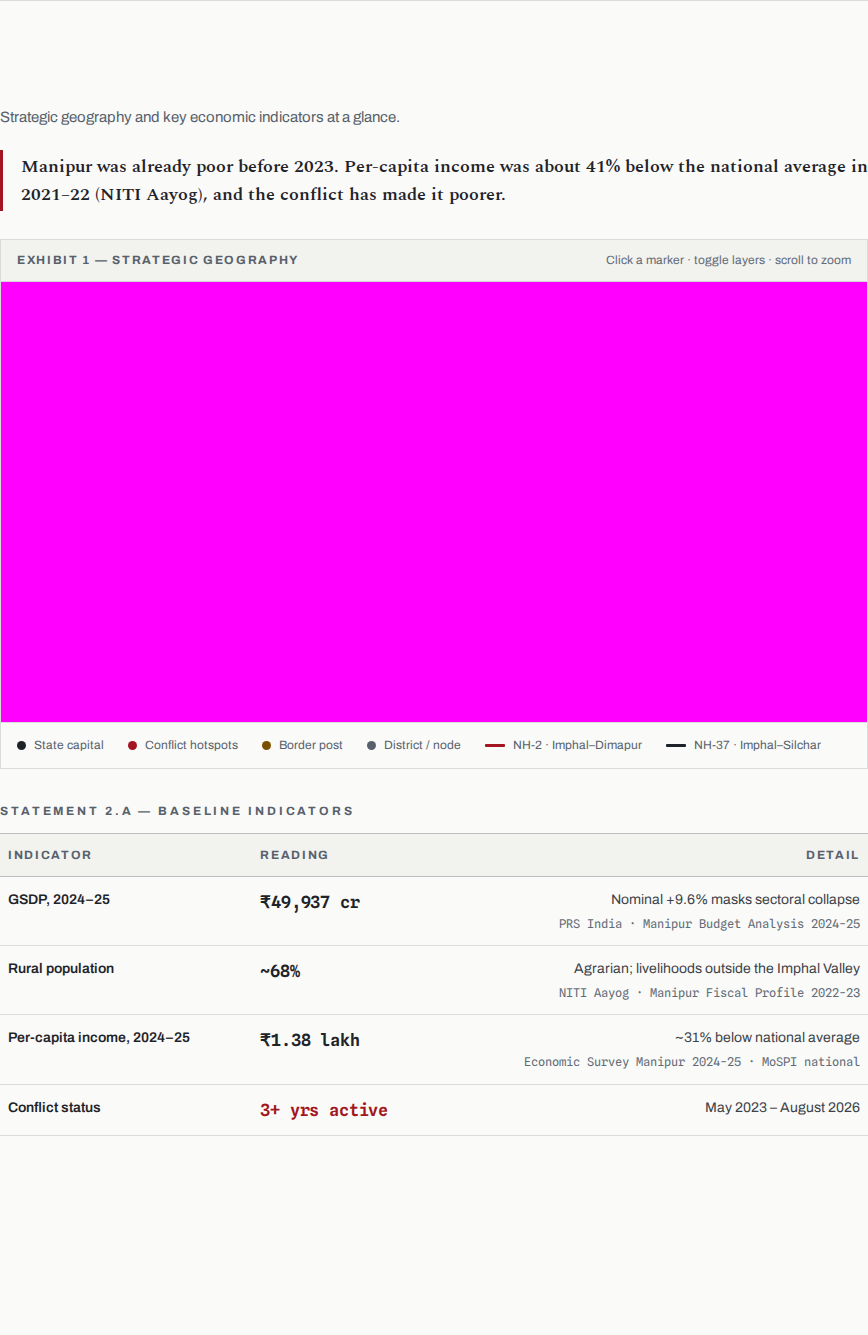 Strategic geography and key economic indicators at a glance.
Manipur was already poor before 2023. Per-capita income was about 41% below the national average in
2021–22 (NITI Aayog), and the conflict has made it poorer.
EXHIBIT 1 — STRATEGIC GEOGRAPHY Click a marker · toggle layers · scroll to zoom
State capital Conflict hotspots Border post District / node NH-2 · Imphal–Dimapur NH-37 · Imphal–Silchar
STATEMENT 2.A — BASELINE INDICATORS
INDICATOR READING DETAIL
GSDP, 2024–25 ₹49,937 cr Nominal +9.6% masks sectoral collapse
PRS India · Manipur Budget Analysis 2024-25
Rural population ~68% Agrarian; livelihoods outside the Imphal Valley
NITI Aayog · Manipur Fiscal Profile 2022-23
Per-capita income, 2024–25 ₹1.38 lakh ~31% below national average
Economic Survey Manipur 2024-25 · MoSPI national
Conflict status 3+ yrs active May 2023 – August 2026